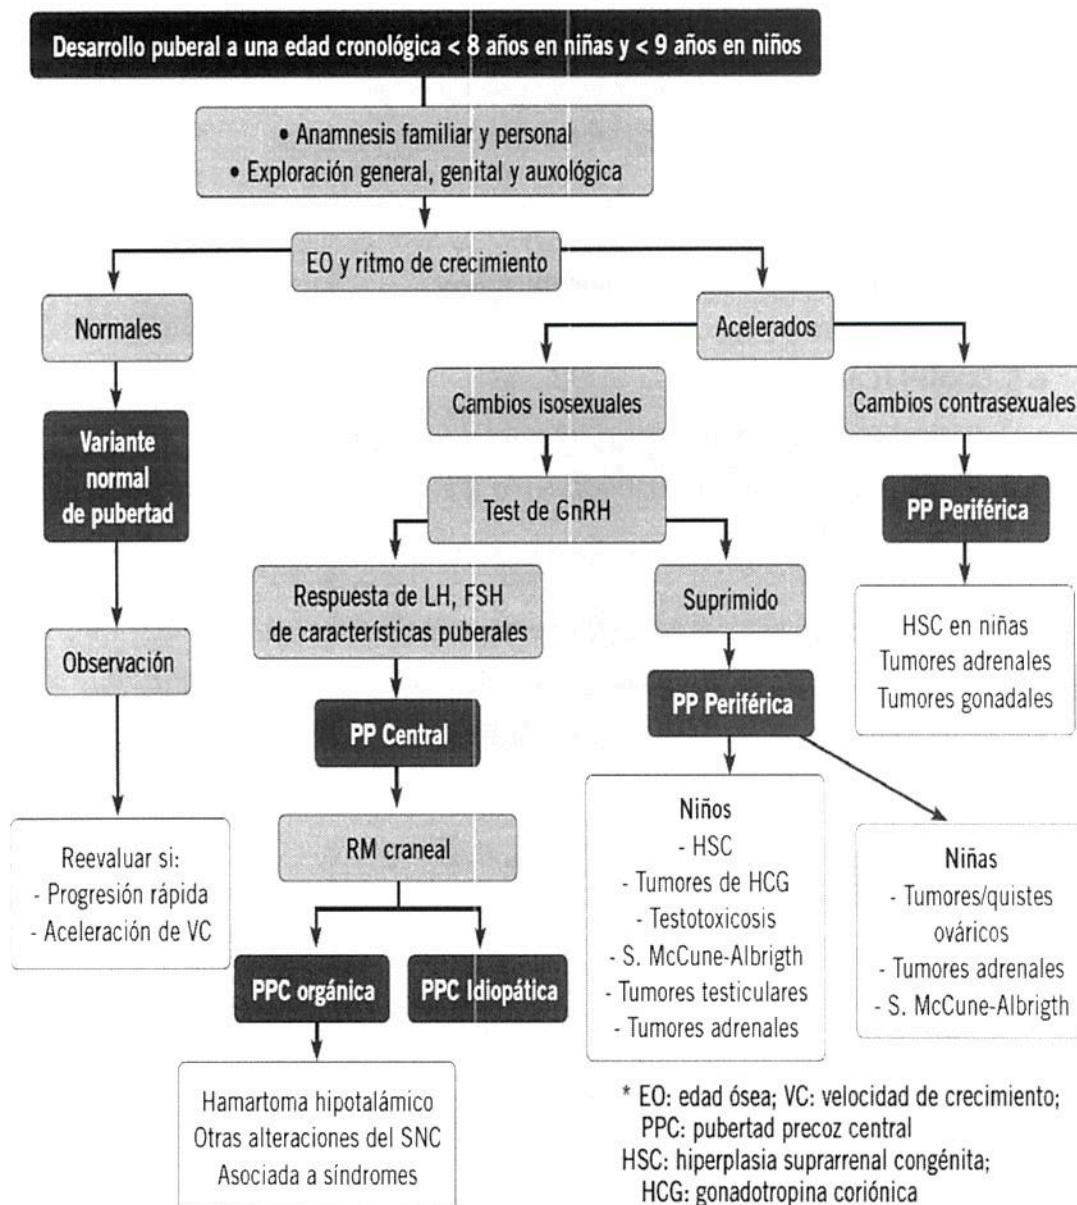 Desarrollo puberal a una edad cronológica < 8 años en niñas y < 9 años en niños
• Anamnesis familiar y personal
• Exploración general, genital y auxológica
EO y ritmo de crecimiento
Normales
Acelerados
Variante
normal
de pubertad
Cambios isosexuales
Cambios contrasexuales
Test de GnRH
PP Periférica
Observación
Respuesta de LH, FSH
de características puberales
Suprimido
HSC en niñas
Tumores adrenales
Tumores gonadales
PP Central
PP Periférica
Reevaluar si:
- Progresión rápida
- Aceleración de VC
RM craneal
Niños
- HSC
- Tumores de HCG
- Testotoxicosis
- S. McCune-Albrigth
- Tumores testiculares
- Tumores adrenales
Niñas
- Tumores/quistes
ováricos
- Tumores adrenales
- S. McCune-Albrigth
PPC orgánica
PPC Idiopática
Hamartoma hipotalámico
Otras alteraciones del SNC
Asociada a síndromes
* EO: edad ósea; VC: velocidad de crecimiento;
PPC: pubertad precoz central
HSC: hiperplasia suprarrenal congénita;
HCG: gonadotropina coriónica